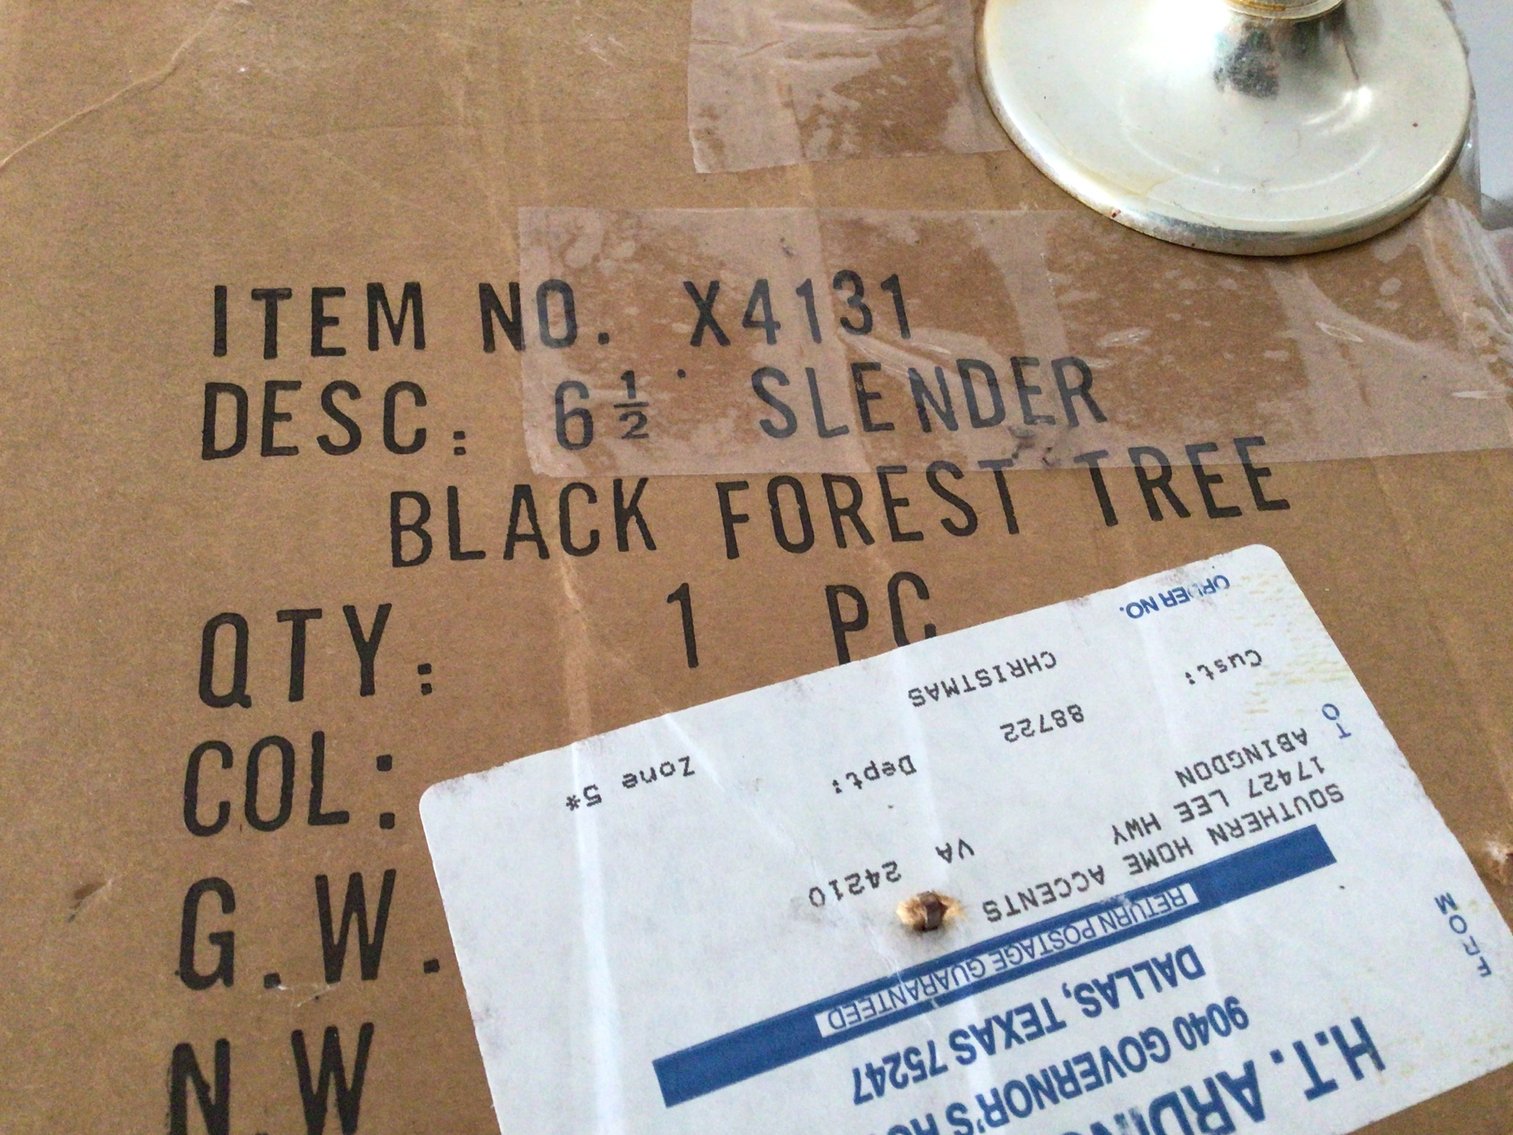 ITEM NO. X4131
DESC: 6½' SLENDER
BLACK FOREST TREE
QTY: 1 PC
COL:
G.W.
N.W
H.T.
9040 GOVERNOR'S
DALLAS, TEXAS 75247
RETURN POSTAGE GUARANTEED
FROM
TO
SOUTHERN HOME ACCENTS
17427 LEE HWY
ABINGDON VA 24210
Cust: 88722 Dept: Zone 5*
CHRISTMAS
ORDER NO.